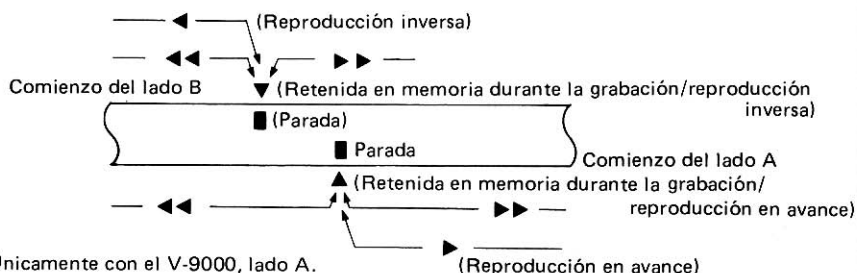 (Reproducción inversa)
Comienzo del lado B
(Retenida en memoria durante la grabación/reproducción
inversa)
(Parada)
Parada
Comienzo del lado A
(Retenida en memoria durante la grabación/
reproducción en avance)
Unicamente con el V-9000, lado A.
(Reproducción en avance)